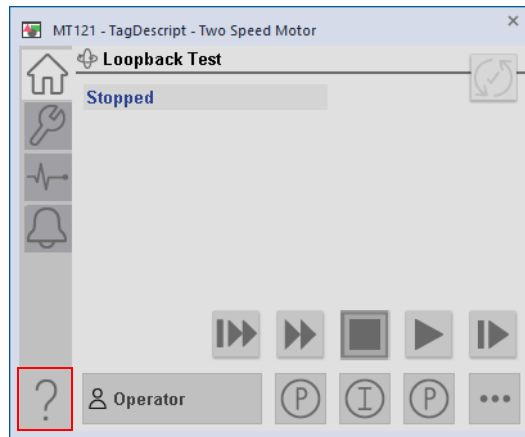 MT121 - TagDescript - Two Speed Motor
Loopback Test
Stopped
?
Operator
P
I
P